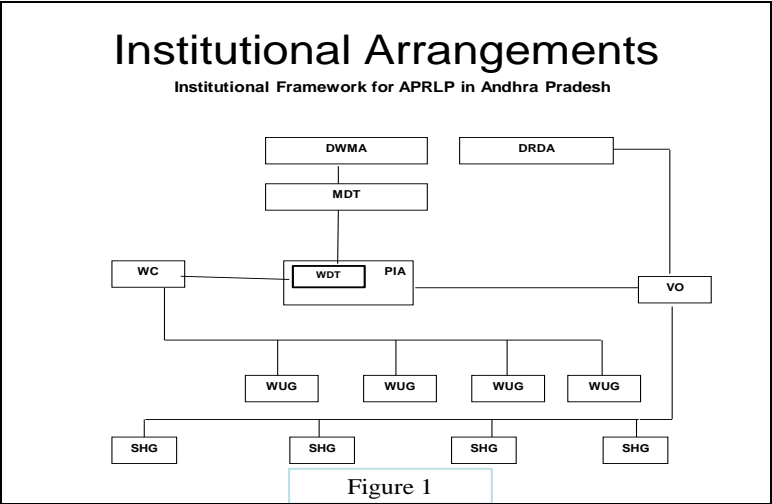 Institutional Arrangements
Institutional Framework for APRLP in Andhra Pradesh
DWMA DRDA
MDT
WC WDT PIA
VO
WUG WUG WUG WUG
SHG SHG SHG SHG
Figure 1